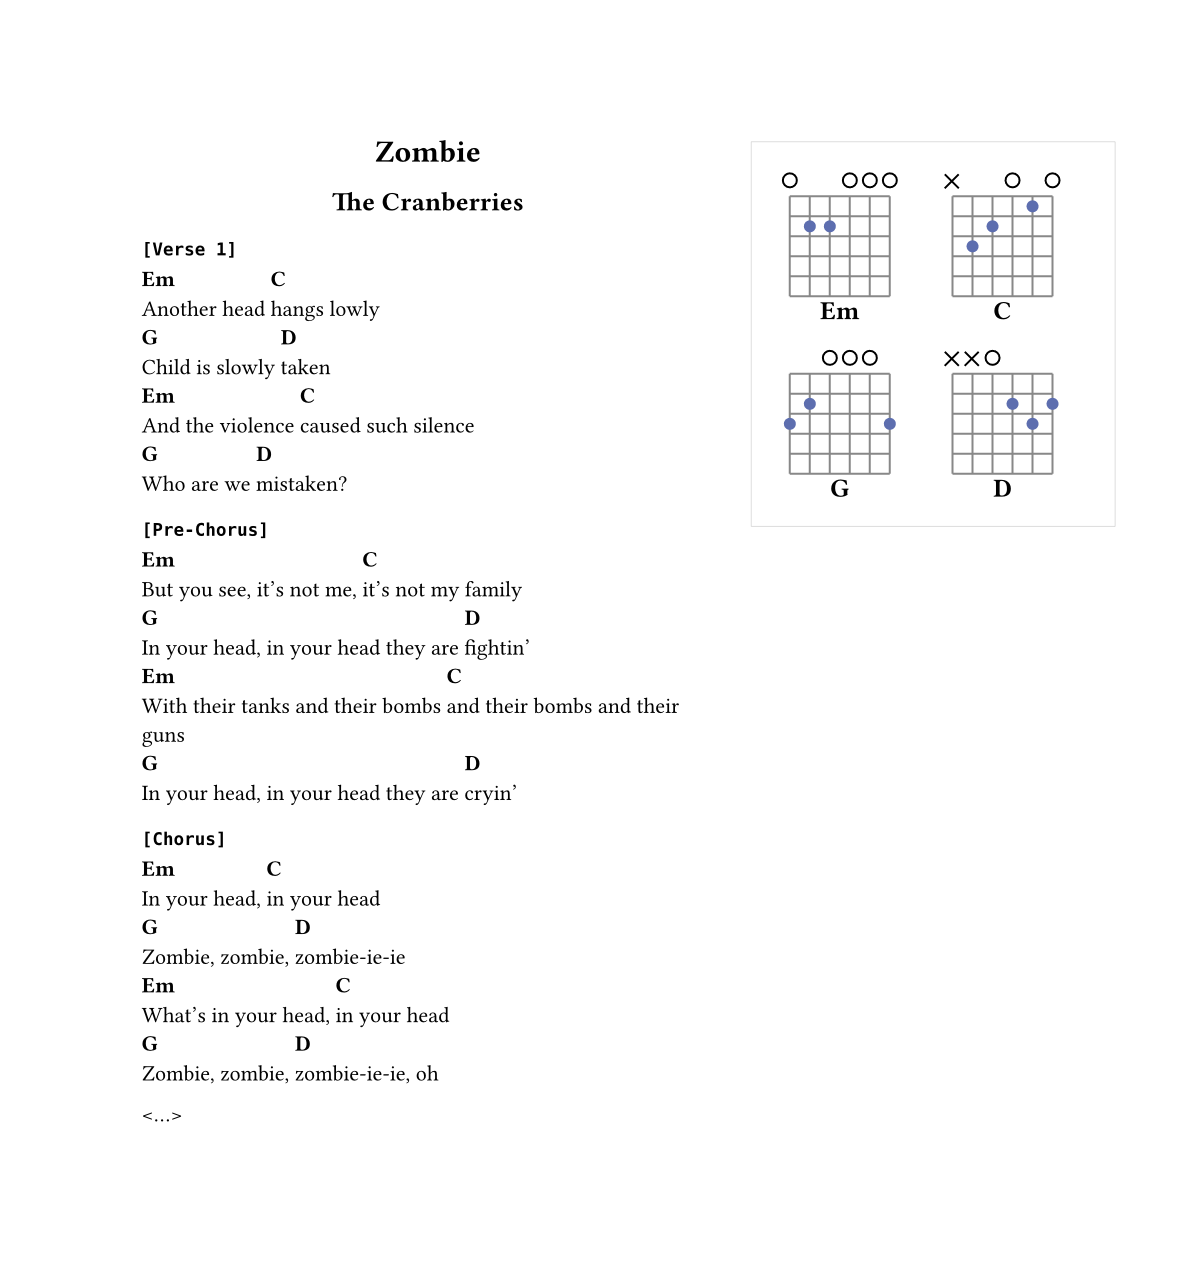 Zombie
The Cranberries
[Verse 1]
Em C
Another head hangs lowly
G D
Child is slowly taken
Em C
And the violence caused such silence
G D
Who are we mistaken?
[Pre-Chorus]
Em C
But you see, it’s not me, it’s not my family
G D
In your head, in your head they are fightin’
Em C
With their tanks and their bombs and their bombs and their
guns
G D
In your head, in your head they are cryin’
[Chorus]
Em C
In your head, in your head
G D
Zombie, zombie, zombie-ie-ie
Em C
What’s in your head, in your head
G D
Zombie, zombie, zombie-ie-ie, oh
<…>
Em C
G D